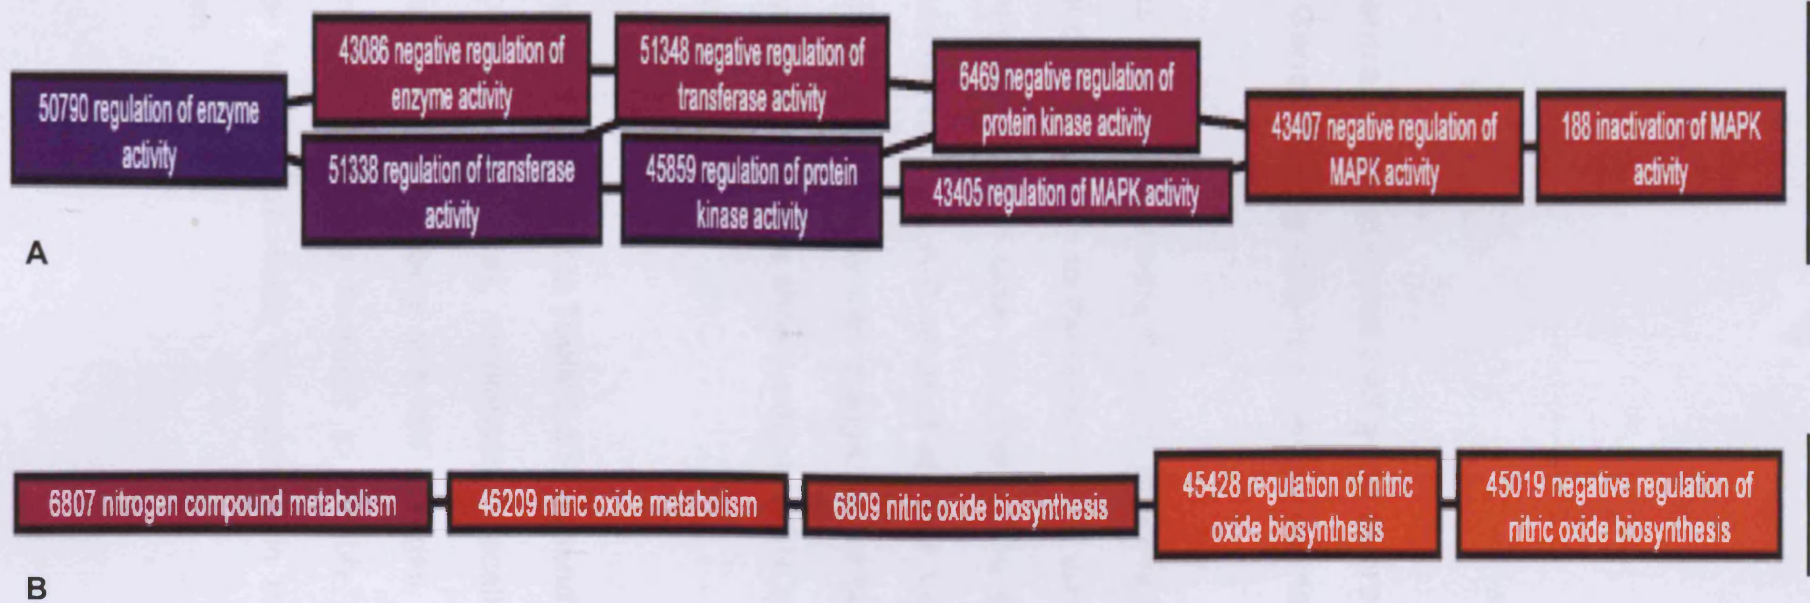 50790 regulation of enzyme
activity
43086 negative regulation of
enzyme activity
51338 regulation of transferase
activity
51348 negative regulation of
transferase activity
45859 regulation of protein
kinase activity
6469 negative regulation of
protein kinase activity
43405 regulation of MAPK activity
43407 negative regulation of
MAPK activity
188 inactivation of MAPK
activity
A
6807 nitrogen compound metabolism
46209 nitric oxide metabolism
6809 nitric oxide biosynthesis
45428 regulation of nitric
oxide biosynthesis
45019 negative regulation of
nitric oxide biosynthesis
B